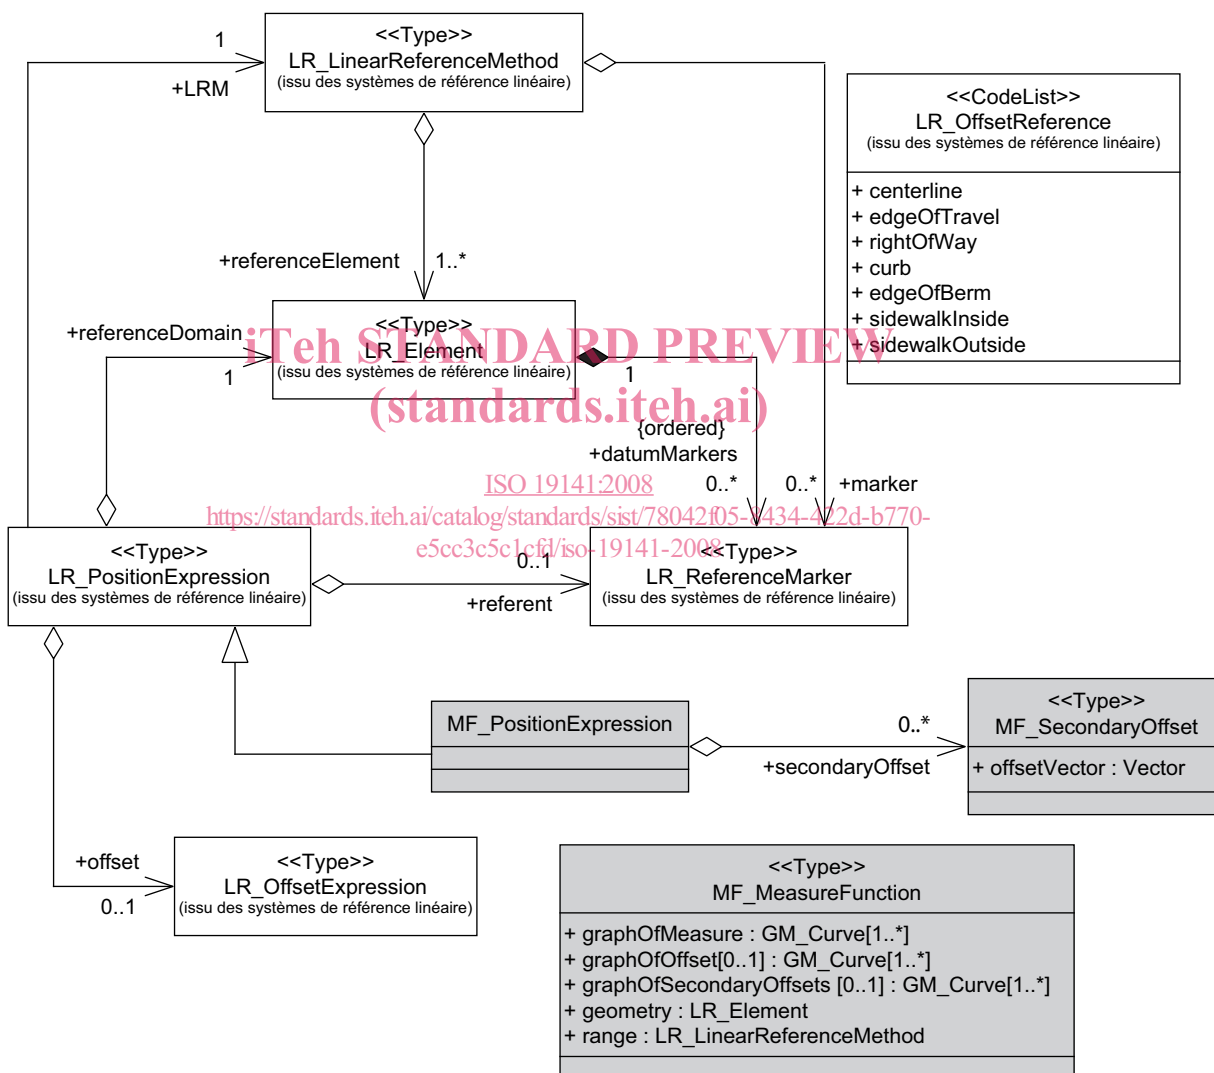 <<Type>>
LR_LinearReferenceMethod
(issu des systèmes de référence linéaire)
1
+LRM
<<CodeList>>
LR_OffsetReference
(issu des systèmes de référence linéaire)
+ centerline
+ edgeOfTravel
+ rightOfWay
+ curb
+ edgeOfBerm
+ sidewalkInside
+ sidewalkOutside
+referenceElement
1..*
+referenceDomain
1
<<Type>>
LR_Element
(issu des systèmes de référence linéaire)
1
iTeh STANDARD PREVIEW
(standards.iteh.ai)
{ordered}
+datumMarkers
0..*
0..*
+marker
ISO 19141:2008
https://standards.iteh.ai/catalog/standards/sist/78042f05-8434-422d-b770-
e5cc3c5c1cfd/iso-19141-2008
<<Type>>
LR_PositionExpression
(issu des systèmes de référence linéaire)
0..1
+referent
<<Type>>
LR_ReferenceMarker
(issu des systèmes de référence linéaire)
MF_PositionExpression
0..*
+secondaryOffset
<<Type>>
MF_SecondaryOffset
+ offsetVector : Vector
+offset
0..1
<<Type>>
LR_OffsetExpression
(issu des systèmes de référence linéaire)
<<Type>>
MF_MeasureFunction
+ graphOfMeasure : GM_Curve[1..*]
+ graphOfOffset[0..1] : GM_Curve[1..*]
+ graphOfSecondaryOffsets [0..1] : GM_Curve[1..*]
+ geometry : LR_Element
+ range : LR_LinearReferenceMethod